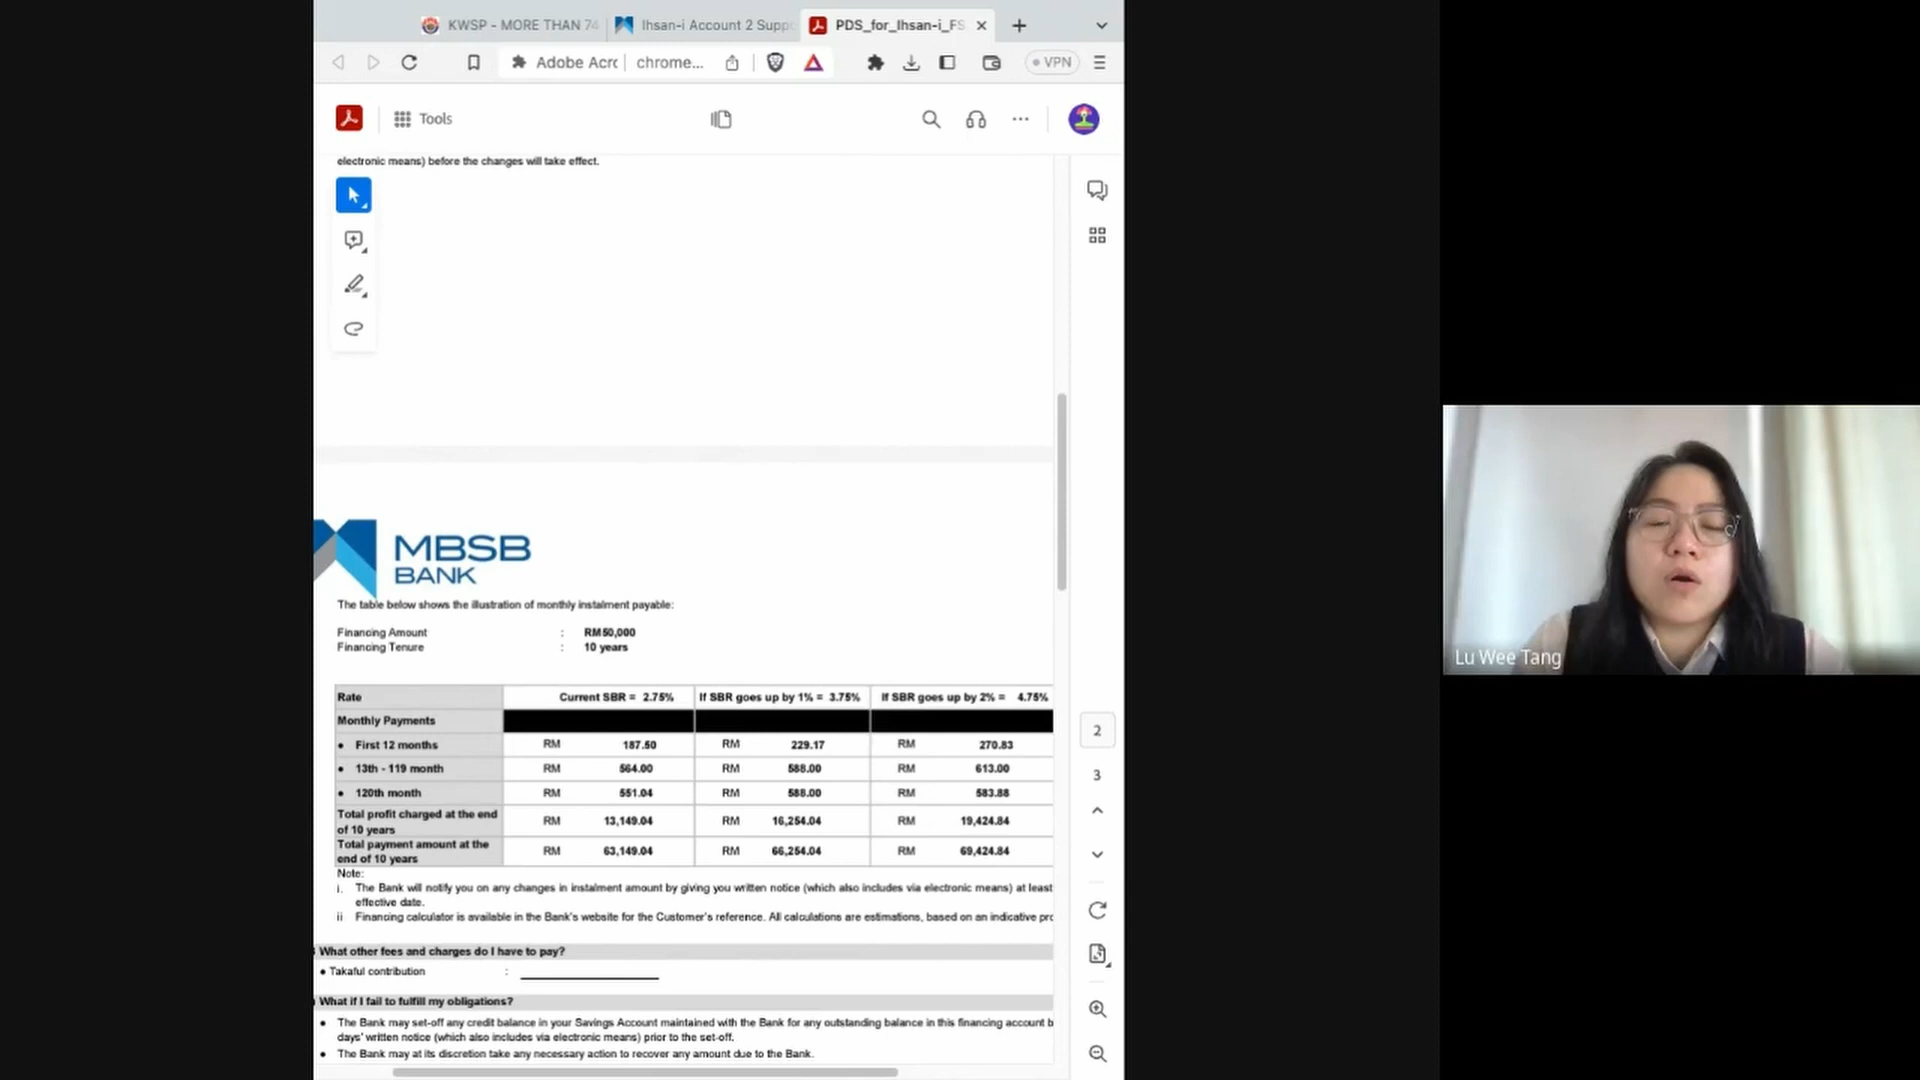 KWSP - MORE THAN 74
Ihsan-i Account 2 Supp
PDS_for_Ihsan-i_FS
Adobe Acr
chrome...
VPN
Tools
electronic means) before the changes will take effect.
MBSB
BANK
The table below shows the illustration of monthly instalment payable:
Financing Amount : RM50,000
Financing Tenure : 10 years
Rate Current SBR = 2.75% If SBR goes up by 1% = 3.75% If SBR goes up by 2% = 4.75%
Monthly Payments
• First 12 months RM 187.50 RM 229.17 RM 270.83
• 13th - 119 month RM 564.00 RM 588.00 RM 613.00
• 120th month RM 551.04 RM 588.00 RM 583.88
Total profit charged at the end
of 10 years RM 13,149.04 RM 16,254.04 RM 19,424.84
Total payment amount at the
end of 10 years RM 63,149.04 RM 66,254.04 RM 69,424.84
Note:
i. The Bank will notify you on any changes in instalment amount by giving you written notice (which also includes via electronic means) at least
effective date.
ii Financing calculator is available in the Bank's website for the Customer's reference. All calculations are estimations, based on an indicative pro
What other fees and charges do I have to pay?
• Takaful contribution :
What if I fail to fulfill my obligations?
• The Bank may set-off any credit balance in your Savings Account maintained with the Bank for any outstanding balance in this financing account b
days' written notice (which also includes via electronic means) prior to the set-off.
• The Bank may at its discretion take any necessary action to recover any amount due to the Bank.
2
3
Lu Wee Tang